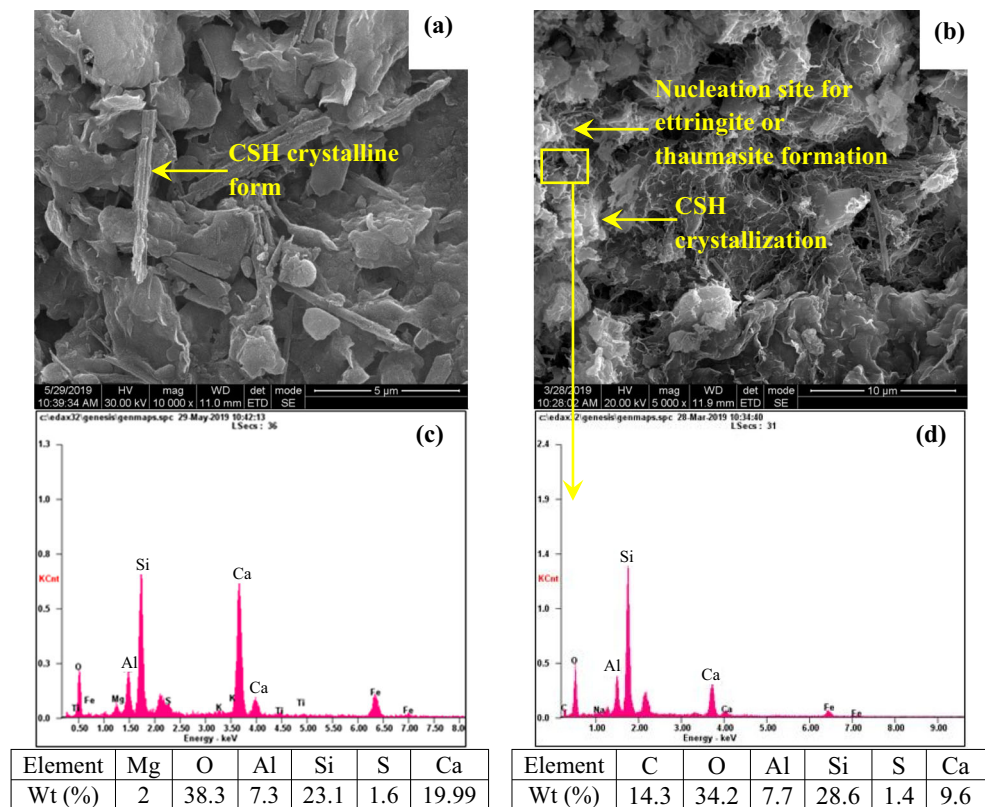 (a)
CSH crystalline
form
5/29/2019 HV mag WD det mode 5 µm
10:39:34 AM 30.00 kV 10 000 x 11.0 mm ETD SE
(b)
Nucleation site for
ettringite or
thaumasite formation
CSH
crystallization
3/28/2019 HV mag WD det mode 10 µm
10:28:02 AM 20.00 kV 5 000 x 11.9 mm ETD SE
c:\edax32\genesis\genmaps.spc 29-May-2019 10:42:13
LSecs : 36
(c)
1.3
1.0
0.8
KCnt
0.5
0.3
0.0
O Ti Fe Mg Al Si S K K Ca Ca Ti Ti Fe Fe
0.50 1.00 1.50 2.00 2.50 3.00 3.50 4.00 4.50 5.00 5.50 6.00 6.50 7.00 7.50 8.0
Energy - keV
Element Mg O Al Si S Ca
Wt (%) 2 38.3 7.3 23.1 1.6 19.99
c:\edax32\genesis\genmaps.spc 28-Mar-2019 10:34:40
LSecs : 31
(d)
2.4
1.9
1.4
KCnt
1.0
0.5
0.0
C O Na Al Si Ca Ca Fe Fe
1.00 2.00 3.00 4.00 5.00 6.00 7.00 8.00 9.00
Energy - keV
Element C O Al Si S Ca
Wt (%) 14.3 34.2 7.7 28.6 1.4 9.6